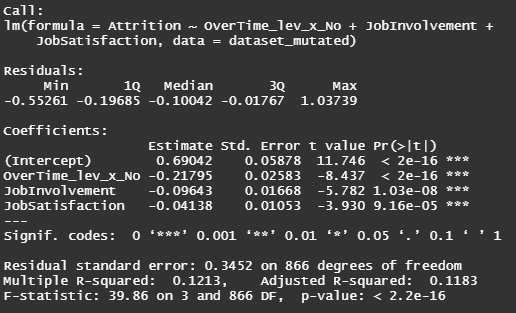 Call:
lm(formula = Attrition ~ OverTime_lev_x_No + JobInvolvement +
    JobSatisfaction, data = dataset_mutated)
Residuals:
     Min       1Q   Median       3Q      Max
-0.55261 -0.19685 -0.10042 -0.01767  1.03739
Coefficients:
                  Estimate Std. Error t value Pr(>|t|)
(Intercept)        0.69042    0.05878  11.746  < 2e-16 ***
OverTime_lev_x_No -0.21795    0.02583  -8.437  < 2e-16 ***
JobInvolvement    -0.09643    0.01668  -5.782 1.03e-08 ***
JobSatisfaction   -0.04138    0.01053  -3.930 9.16e-05 ***
---
Signif. codes:  0 ‘***’ 0.001 ‘**’ 0.01 ‘*’ 0.05 ‘.’ 0.1 ‘ ’ 1
Residual standard error: 0.3452 on 866 degrees of freedom
Multiple R-squared:  0.1213,    Adjusted R-squared:  0.1183
F-statistic: 39.86 on 3 and 866 DF,  p-value: < 2.2e-16